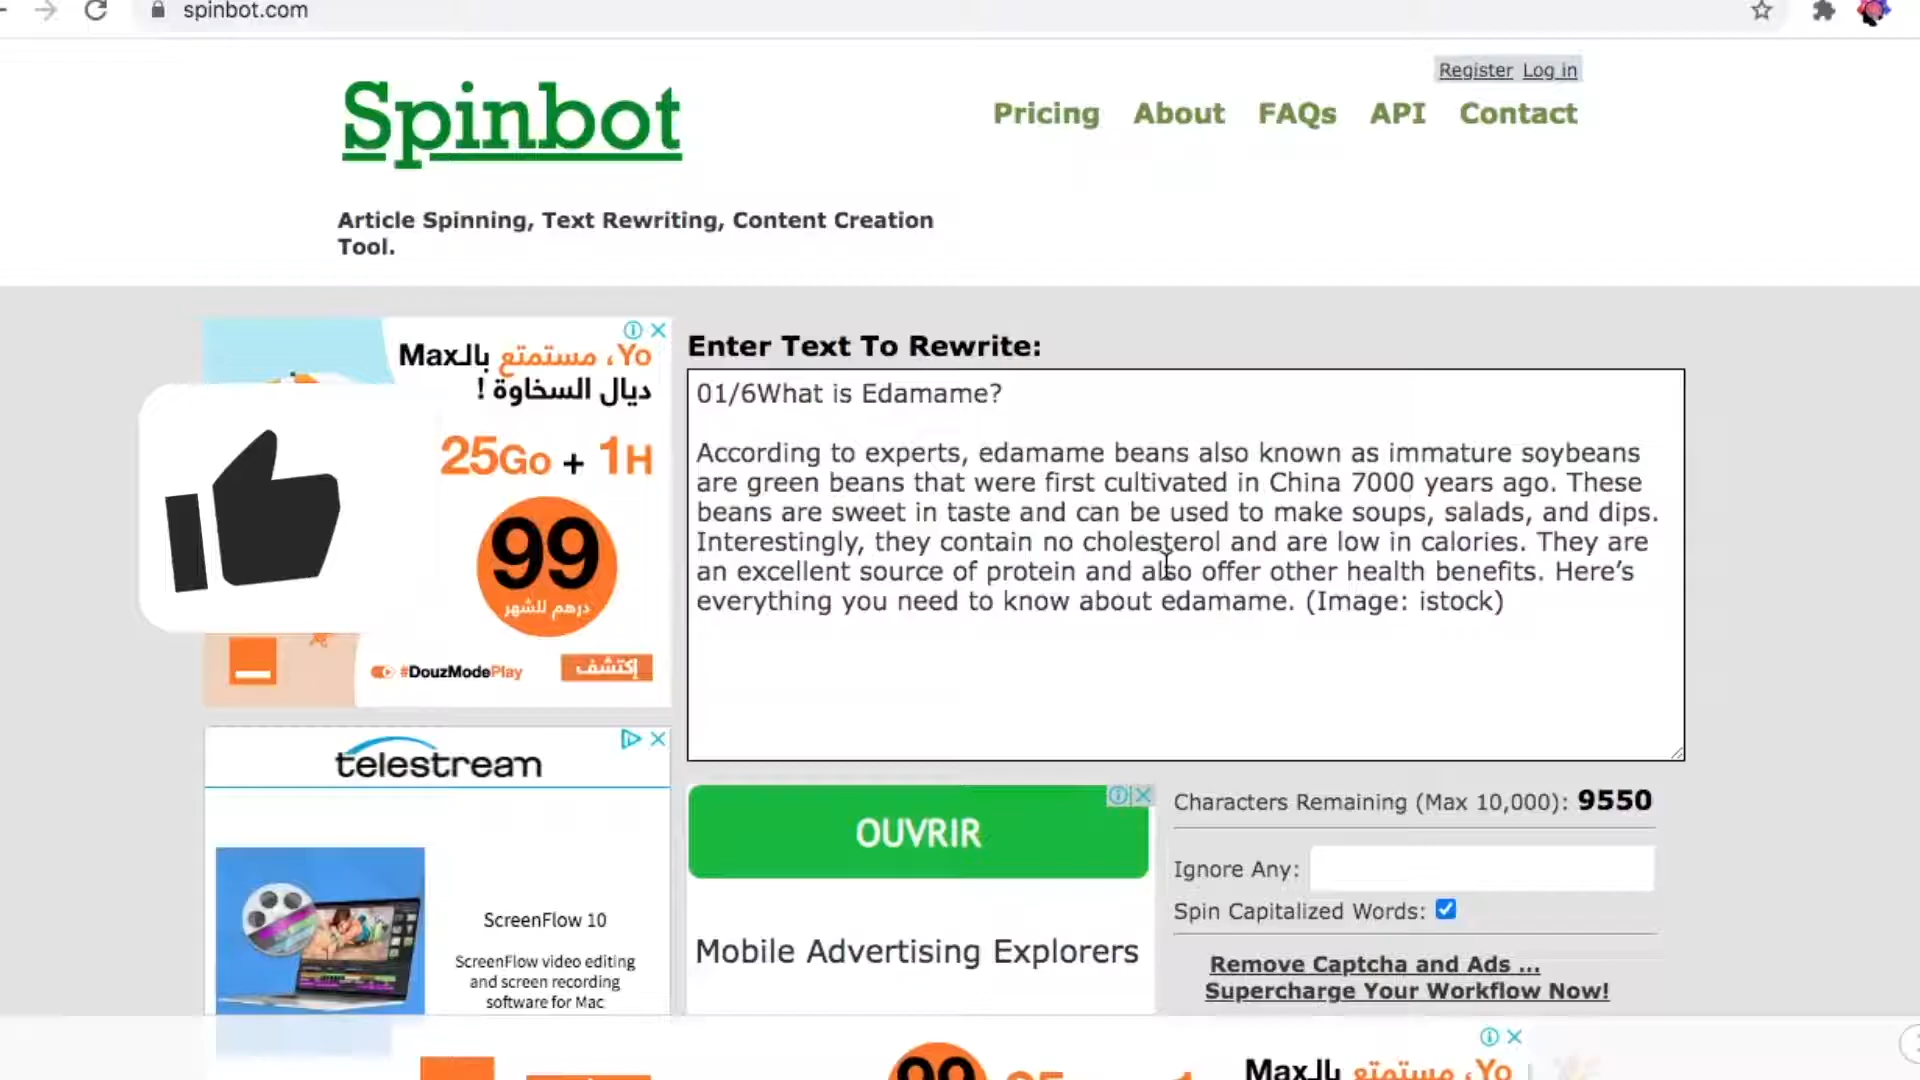 spinbot.com
Register Log in
Spinbot
Pricing About FAQs API Contact
Article Spinning, Text Rewriting, Content Creation
Tool.
Yo، مستمتع بالـMax
ديال السخاوة !
25Go + 1H
99
درهم للشهر
#DouzModePlay
إكتشف
Enter Text To Rewrite:
01/6What is Edamame?
According to experts, edamame beans also known as immature soybeans
are green beans that were first cultivated in China 7000 years ago. These
beans are sweet in taste and can be used to make soups, salads, and dips.
Interestingly, they contain no cholesterol and are low in calories. They are
an excellent source of protein and also offer other health benefits. Here’s
everything you need to know about edamame. (Image: istock)
telestream
ScreenFlow 10
ScreenFlow video editing
and screen recording
software for Mac
OUVRIR
Mobile Advertising Explorers
Characters Remaining (Max 10,000): 9550
Ignore Any:
Spin Capitalized Words:
Remove Captcha and Ads ...
Supercharge Your Workflow Now!
99
Yo، مستمتع بالـMax